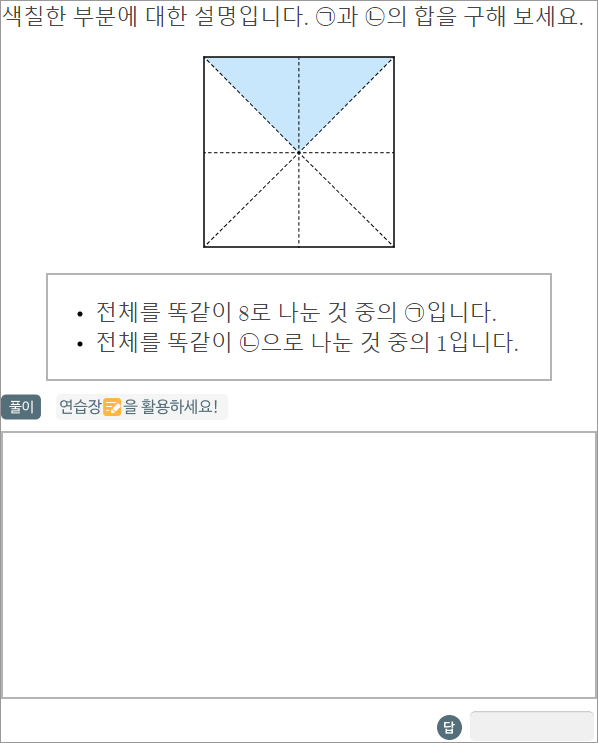 색칠한 부분에 대한 설명입니다. ㉠과 ㉡의 합을 구해 보세요.
• 전체를 똑같이 8로 나눈 것 중의 ㉠입니다.
• 전체를 똑같이 ㉡으로 나눈 것 중의 1입니다.
풀이 연습장📝을 활용하세요!
답